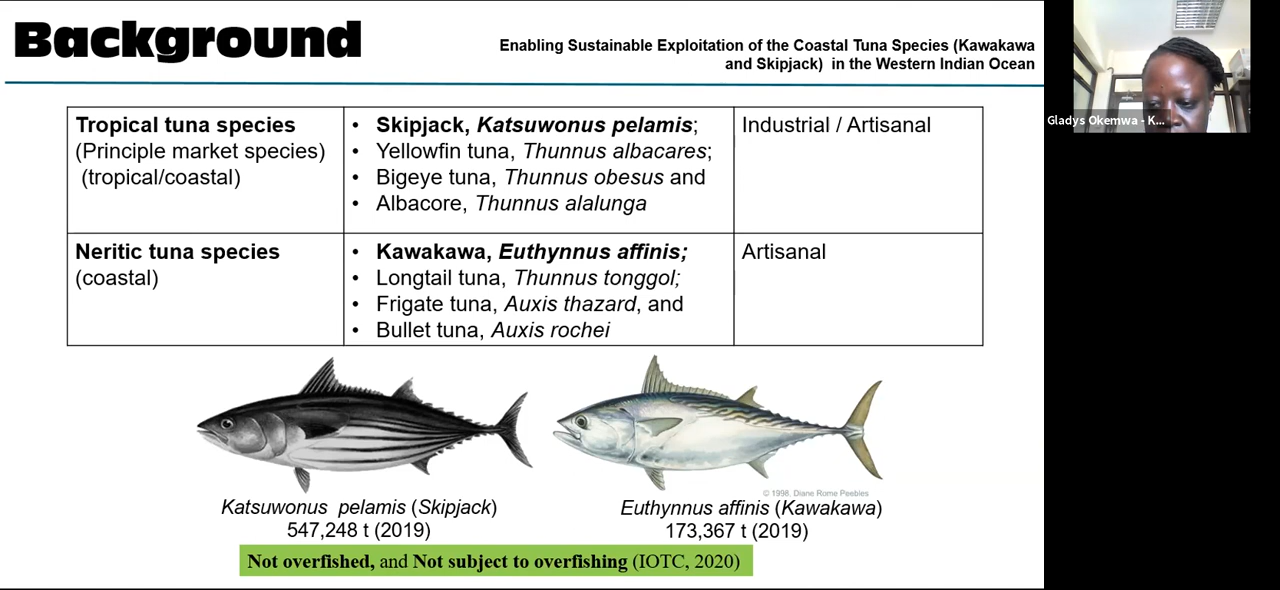 Background
Enabling Sustainable Exploitation of the Coastal Tuna Species (Kawakawa
and Skipjack) in the Western Indian Ocean
Gladys Okemwa - K...
Tropical tuna species
(Principle market species)
(tropical/coastal)
• Skipjack, Katsuwonus pelamis;
• Yellowfin tuna, Thunnus albacares;
• Bigeye tuna, Thunnus obesus and
• Albacore, Thunnus alalunga
Industrial / Artisanal
Neritic tuna species
(coastal)
• Kawakawa, Euthynnus affinis;
• Longtail tuna, Thunnus tonggol;
• Frigate tuna, Auxis thazard, and
• Bullet tuna, Auxis rochei
Artisanal
© 1998. Diane Rome Peebles
Katsuwonus pelamis (Skipjack)
547,248 t (2019)
Euthynnus affinis (Kawakawa)
173,367 t (2019)
Not overfished, and Not subject to overfishing (IOTC, 2020)